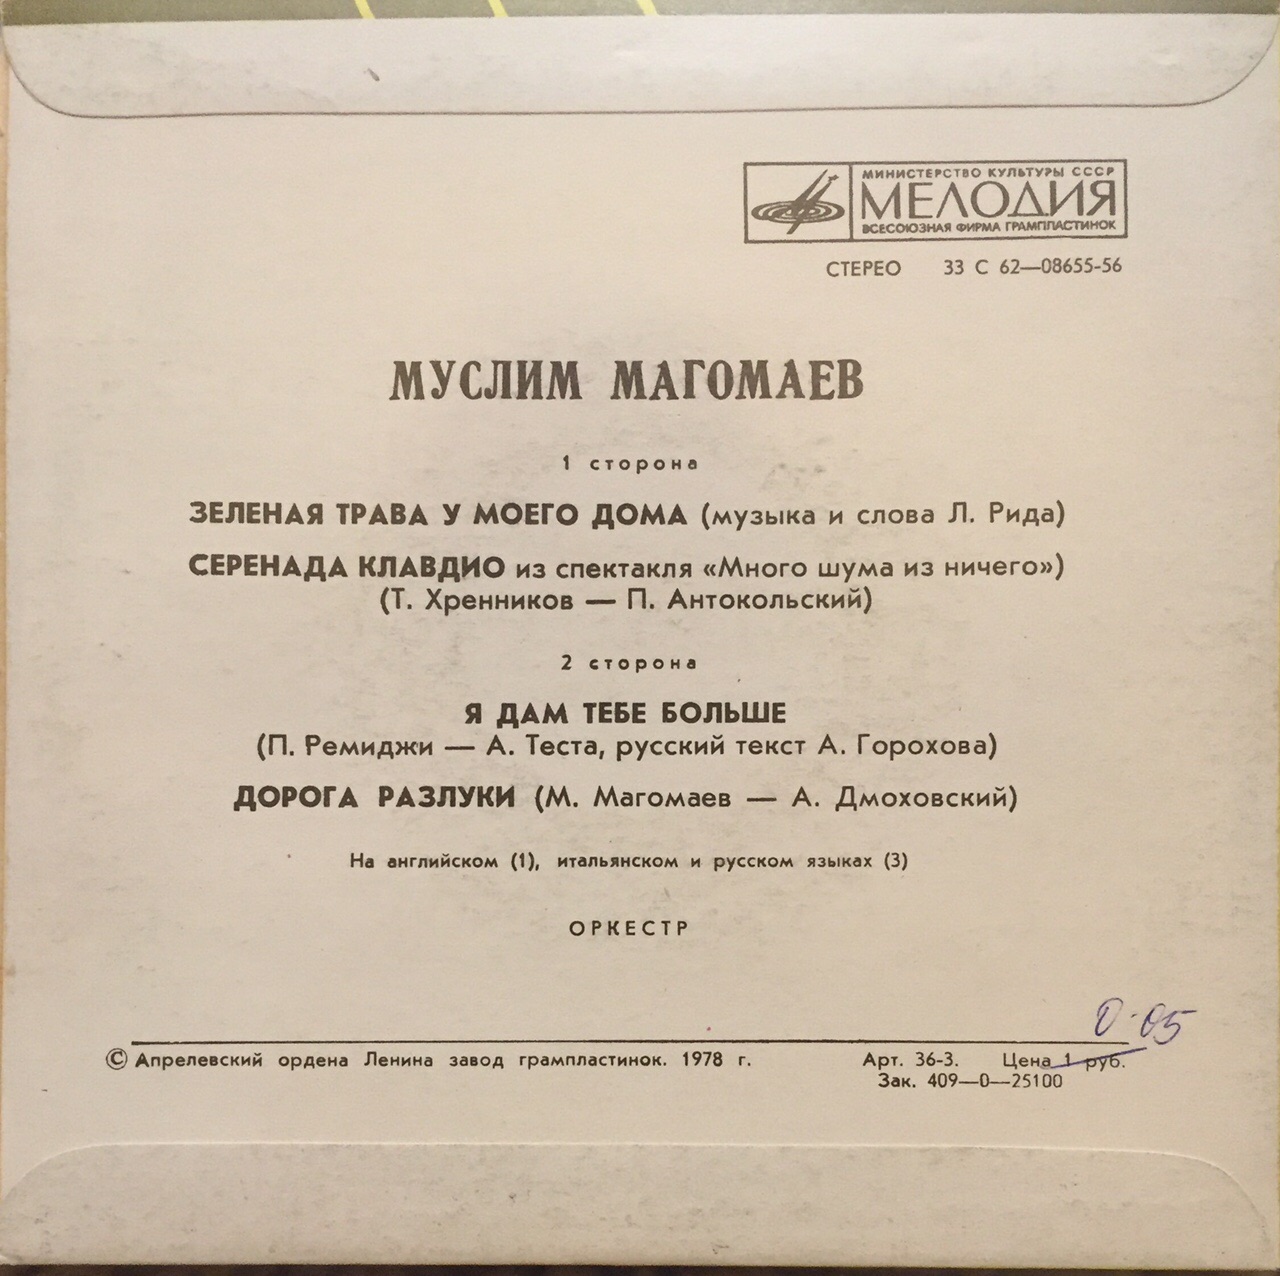 МИНИСТЕРСТВО КУЛЬТУРЫ СССР
МЕЛОДИЯ
ВСЕСОЮЗНАЯ ФИРМА ГРАМПЛАСТИНОК
СТЕРЕО 33 С 62—08655-56
МУСЛИМ МАГОМАЕВ
1 сторона
ЗЕЛЕНАЯ ТРАВА У МОЕГО ДОМА (музыка и слова Л. Рида)
СЕРЕНАДА КЛАВДИО из спектакля «Много шума из ничего»)
(Т. Хренников — П. Антокольский)
2 сторона
Я ДАМ ТЕБЕ БОЛЬШЕ
(П. Ремиджи — А. Теста, русский текст А. Горохова)
ДОРОГА РАЗЛУКИ (М. Магомаев — А. Дмоховский)
На английском (1), итальянском и русском языках (3)
ОРКЕСТР
0-05
© Апрелевский ордена Ленина завод грампластинок. 1978 г. Арт. 36-3. Цена 1 руб.
Зак. 409—0—25100